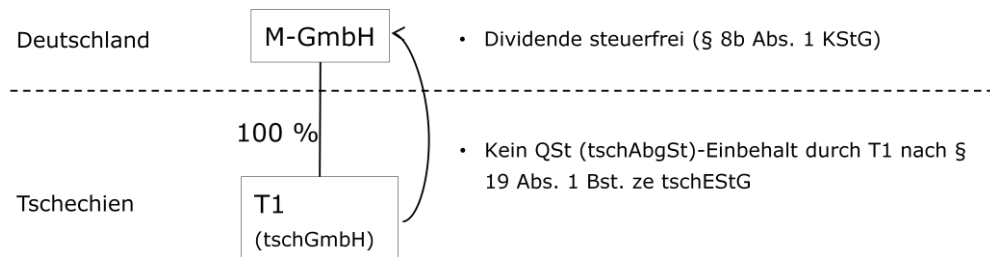 Deutschland
M-GmbH
• Dividende steuerfrei (§ 8b Abs. 1 KStG)
100 %
• Kein QSt (tschAbgSt)-Einbehalt durch T1 nach §
19 Abs. 1 Bst. ze tschEStG
Tschechien
T1
(tschGmbH)